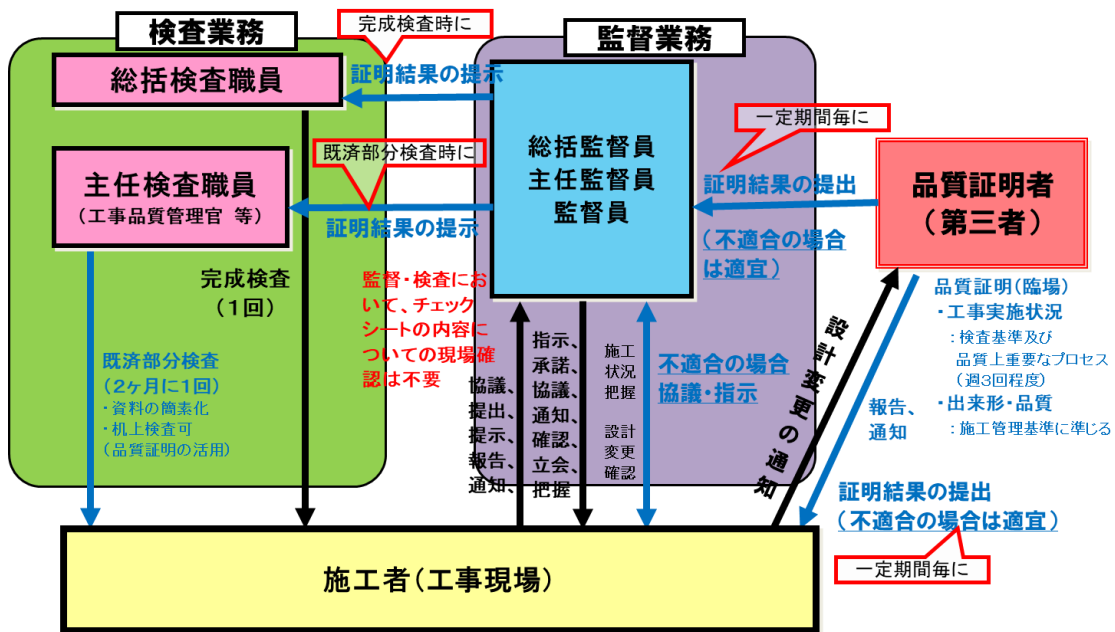 検査業務
完成検査時に
監督業務
総括検査職員
証明結果の提示
既済部分検査時に
主任検査職員
（工事品質管理官 等）
証明結果の提示
総括監督員
主任監督員
監督員
一定期間毎に
証明結果の提出
（不適合の場合
は適宜）
品質証明者
（第三者）
完成検査
（1回）
監督・検査にお
いて、チェック
シートの内容に
ついての現場確
認は不要
既済部分検査
（2ヶ月に1回）
・資料の簡素化
・机上検査可
（品質証明の活用）
協議、
提出、
提示、
報告、
通知、
指示、
承諾、
協議、
通知、
確認、
立会、
把握
施工
状況
把握
設計
変更
確認
不適合の場合
協議・指示
設計変更の通知
品質証明（臨場）
・工事実施状況
：検査基準及び
品質上重要なプロセス
（週3回程度）
・出来形・品質
：施工管理基準に準じる
報告、
通知
証明結果の提出
（不適合の場合は適宜）
一定期間毎に
施工者（工事現場）